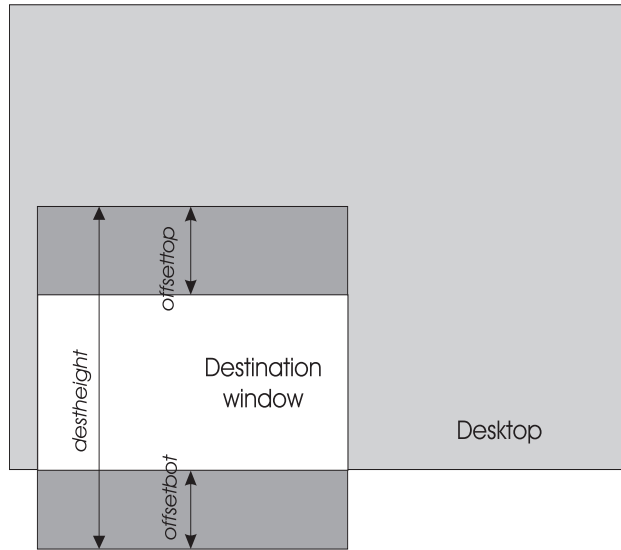 offsettop
destheight
Destination
window
Desktop
offsetbot